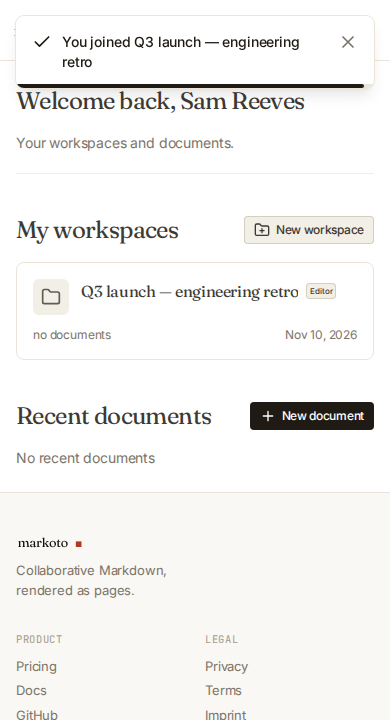 You joined Q3 launch — engineering
retro
Welcome back, Sam Reeves
Your workspaces and documents.
My workspaces
New workspace
Q3 launch — engineering retro
Editor
no documents
Nov 10, 2026
Recent documents
New document
No recent documents
markoto
Collaborative Markdown,
rendered as pages.
PRODUCT
LEGAL
Pricing
Privacy
Docs
Terms
GitHub
Imprint